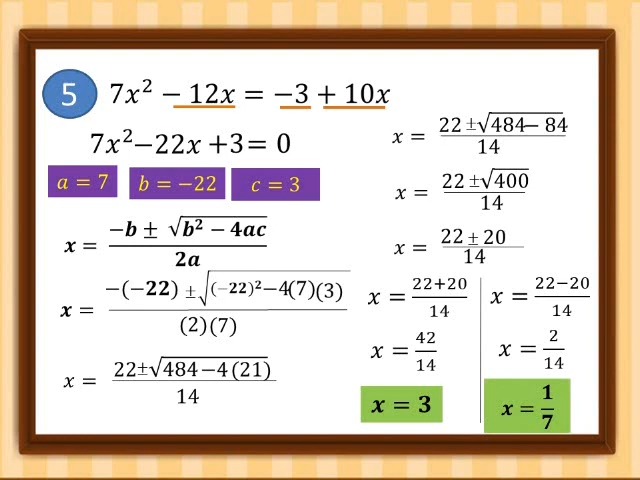 5
7x² − 12x = −3 + 10x
7x²−22x +3= 0
a = 7
b = −22
c = 3
x = (−b ± √(b² − 4ac))/2a
x = (−(−22) ±√((−22)²−4(7)(3)))/(2)(7)
x = (22±√(484−4(21)))/14
x = (22 ±√(484− 84))/14
x = (22 ±√400)/14
x = (22 ± 20)/14
x = (22+20)/14
x = 42/14
x = 3
x = (22−20)/14
x = 2/14
x = 1/7